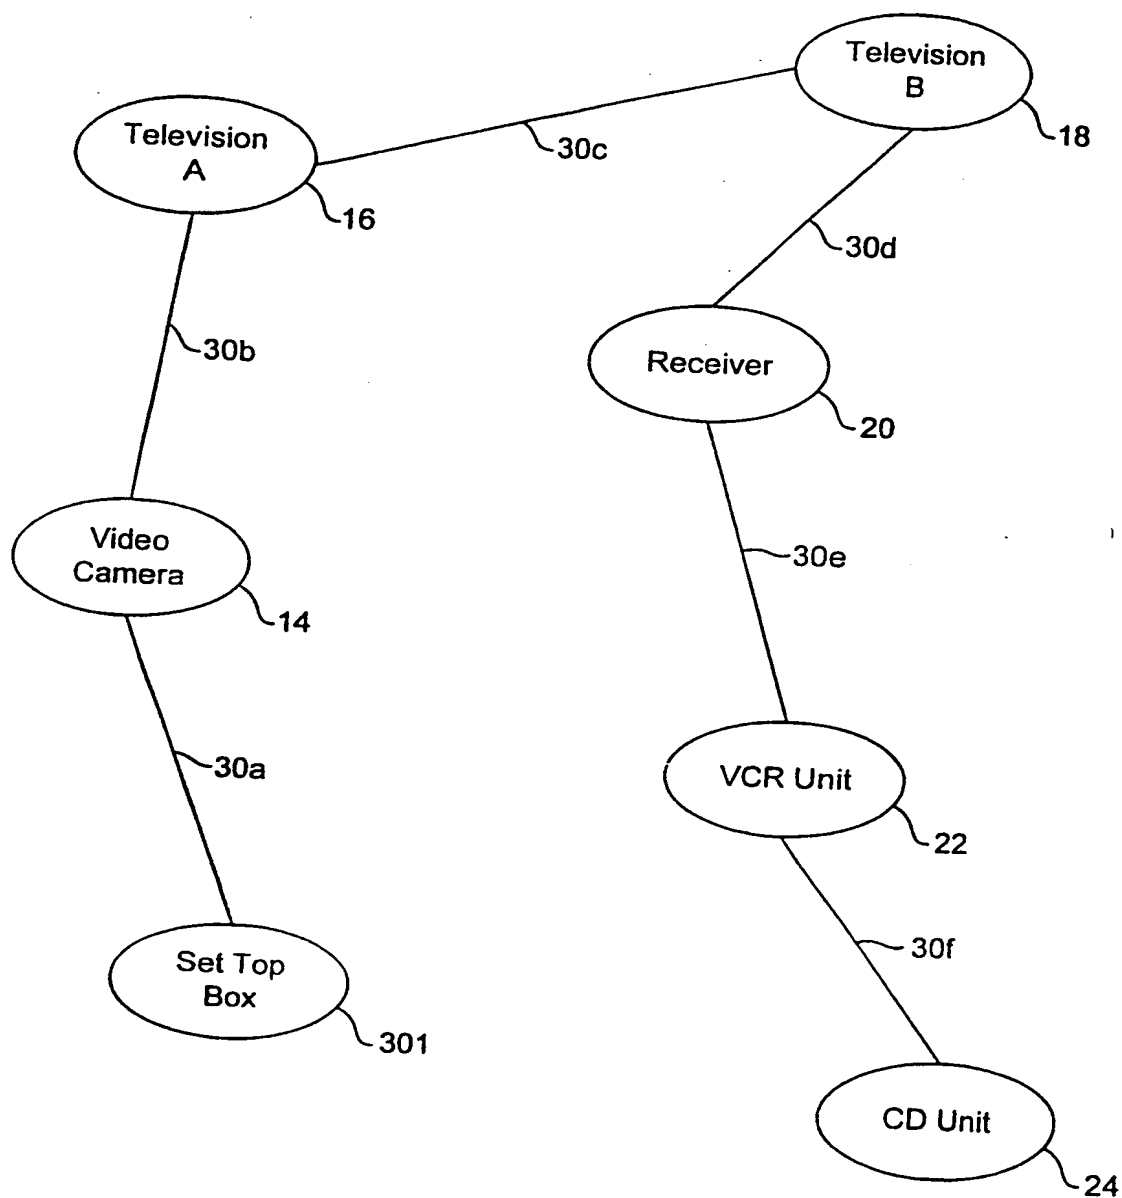 Television
B
18
Television
A
16
30c
30d
30b
Receiver
20
Video
Camera
14
30e
30a
VCR Unit
22
Set Top
Box
301
30f
CD Unit
24